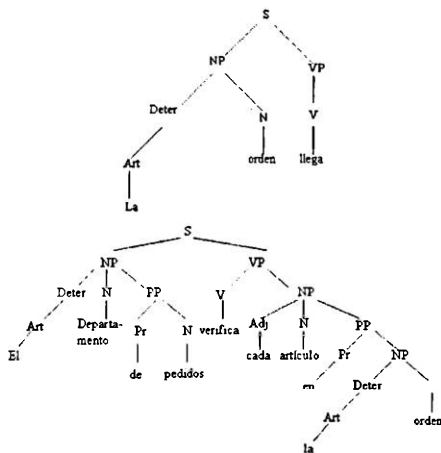 S
NP
VP
Deter
N
V
Art
orden
llega
La
S
NP
VP
Deter
N
PP
V
NP
Art
Departa-
mento
Pr
N
verifica
Adj
N
PP
El
de
pedidos
cada
artículo
Pr
NP
en
Deter
Art
orden
la